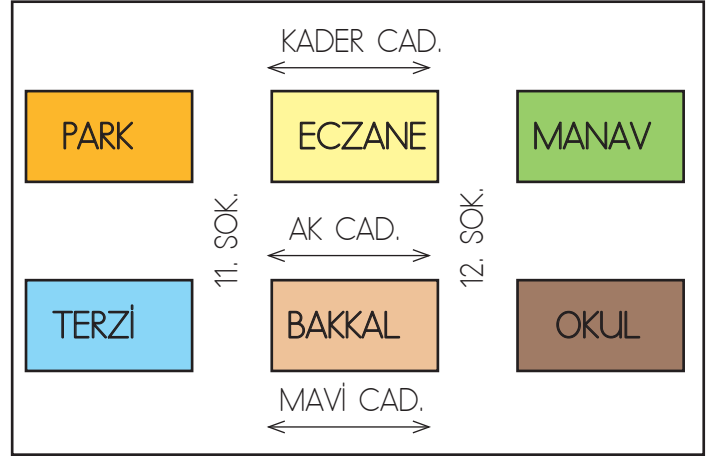 KADER CAD.
PARK
ECZANE
MANAV
11. SOK.
AK CAD.
12. SOK.
TERZİ
BAKKAL
OKUL
MAVİ CAD.